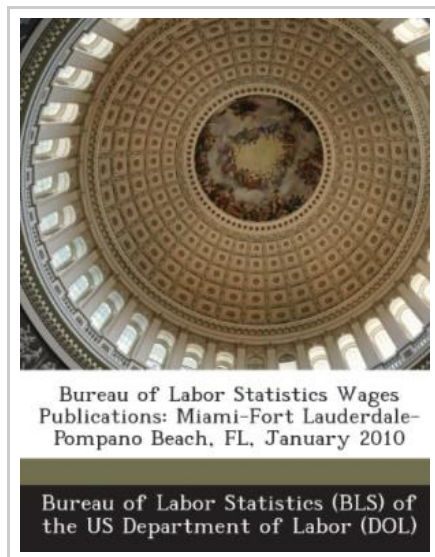 Bureau of Labor Statistics Wages
Publications: Miami-Fort Lauderdale-
Pompano Beach, FL, January 2010
Bureau of Labor Statistics (BLS) of
the US Department of Labor (DOL)